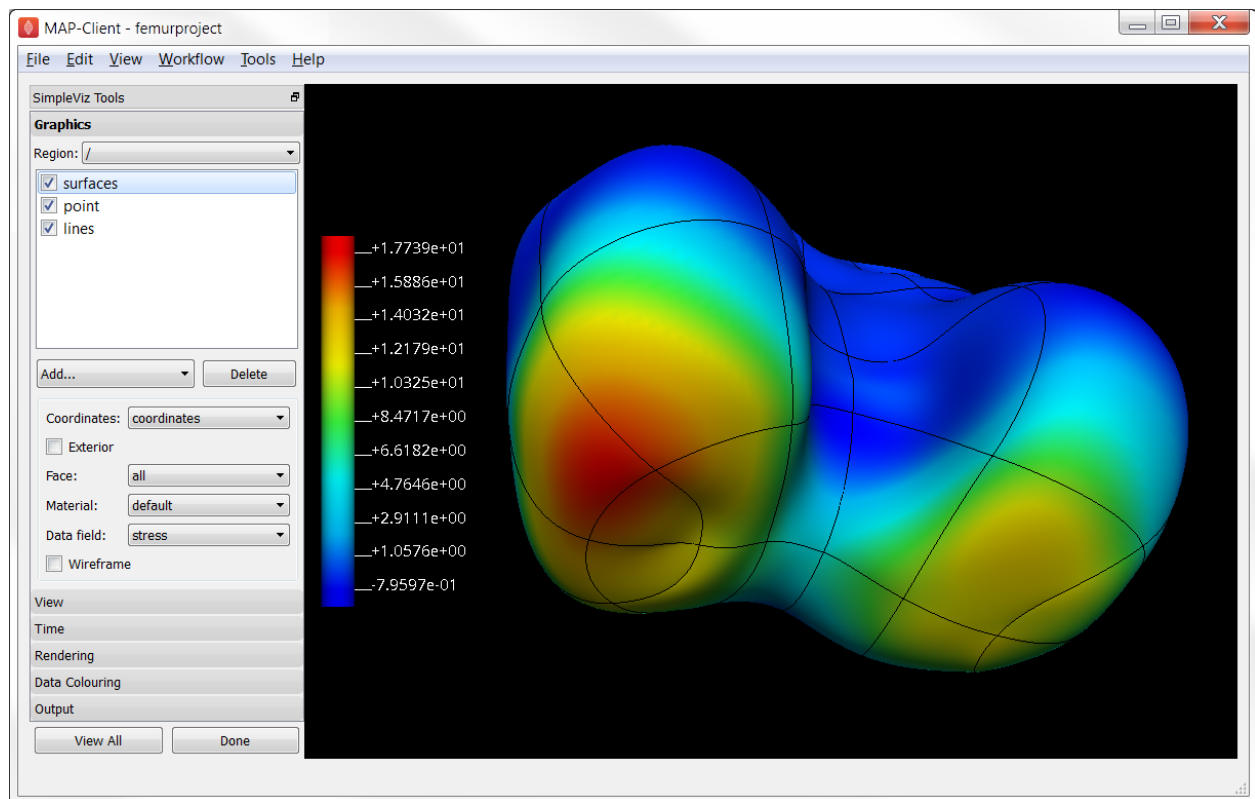 MAP-Client - femurproject
File Edit View Workflow Tools Help
SimpleViz Tools
Graphics
Region: /
surfaces
point
lines
Add... Delete
Coordinates: coordinates
Exterior
Face: all
Material: default
Data field: stress
Wireframe
View
Time
Rendering
Data Colouring
Output
View All Done
+1.7739e+01
+1.5886e+01
+1.4032e+01
+1.2179e+01
+1.0325e+01
+8.4717e+00
+6.6182e+00
+4.7646e+00
+2.9111e+00
+1.0576e+00
-7.9597e-01